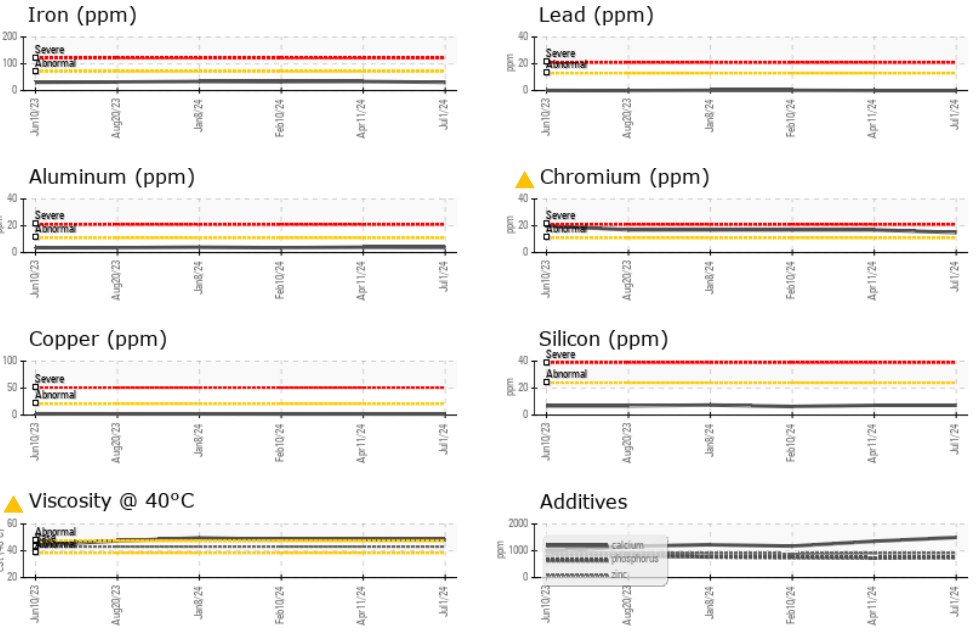 Iron (ppm)
200
100
0
Severe
Abnormal
Jun10/23
Aug20/23
Jan8/24
Feb10/24
Apr11/24
Jul1/24
Lead (ppm)
ppm
40
20
0
Severe
Abnormal
Jun10/23
Aug20/23
Jan8/24
Feb10/24
Apr11/24
Jul1/24
Aluminum (ppm)
ppm
40
20
0
Severe
Abnormal
Jun10/23
Aug20/23
Jan8/24
Feb10/24
Apr11/24
Jul1/24
Chromium (ppm)
ppm
40
20
0
Severe
Abnormal
Jun10/23
Aug20/23
Jan8/24
Feb10/24
Apr11/24
Jul1/24
Copper (ppm)
100
50
0
Severe
Abnormal
Jun10/23
Aug20/23
Jan8/24
Feb10/24
Apr11/24
Jul1/24
Silicon (ppm)
ppm
40
20
0
Severe
Abnormal
Jun10/23
Aug20/23
Jan8/24
Feb10/24
Apr11/24
Jul1/24
Viscosity @ 40°C
60
40
20
Abnormal
Abnormal
Jun10/23
Aug20/23
Jan8/24
Feb10/24
Apr11/24
Jul1/24
Additives
ppm
2000
1000
0
calcium
phosphorus
zinc
Jun10/23
Aug20/23
Jan8/24
Feb10/24
Apr11/24
Jul1/24